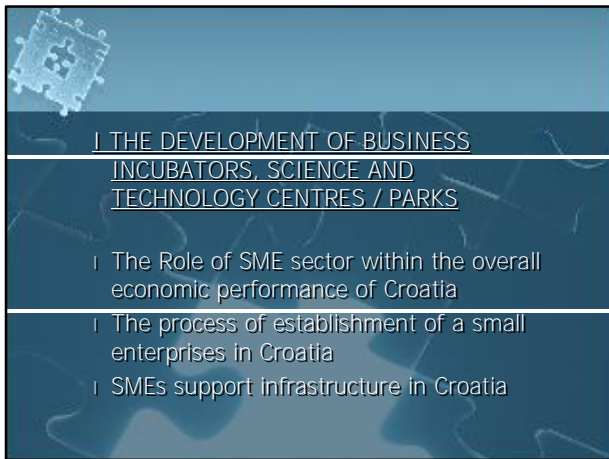 I THE DEVELOPMENT OF BUSINESS
INCUBATORS, SCIENCE AND
TECHNOLOGY CENTRES / PARKS
l The Role of SME sector within the overall
economic performance of Croatia
l The process of establishment of a small
enterprises in Croatia
l SMEs support infrastructure in Croatia